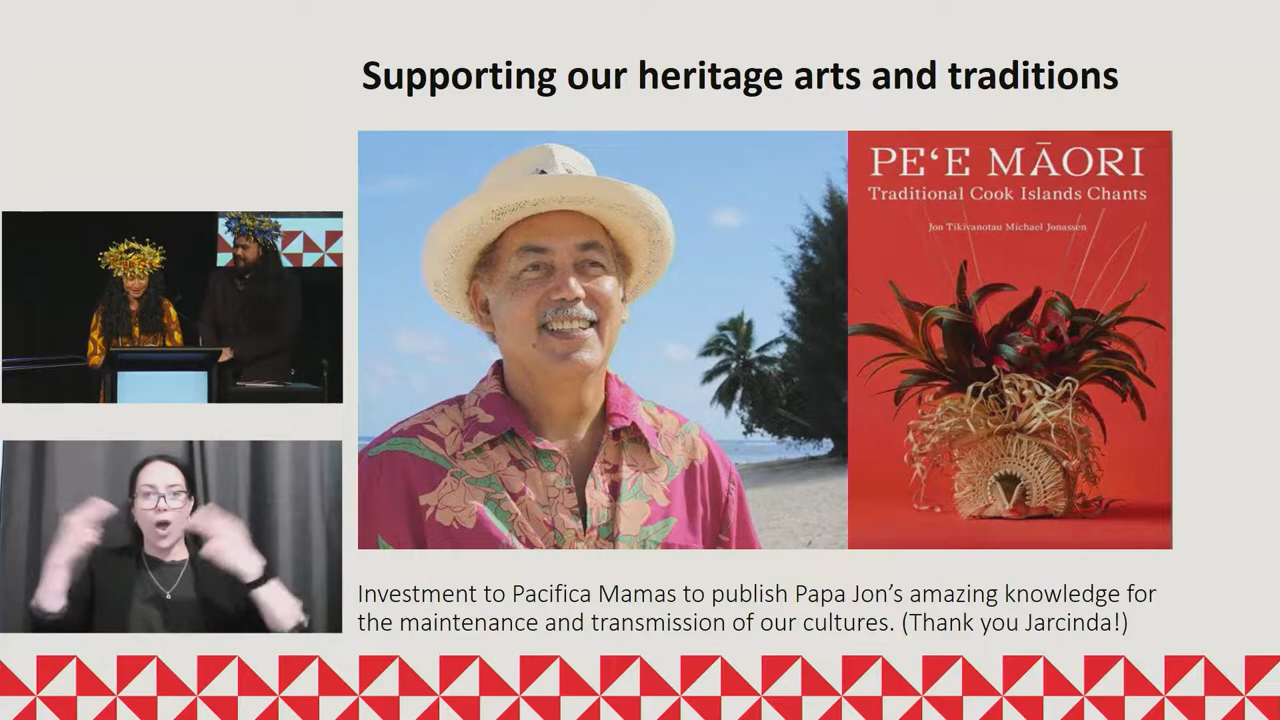 Supporting our heritage arts and traditions
PEʻE MĀORI
Traditional Cook Islands Chants
Jon Tikivanotau Michael Jonassen
Investment to Pacifica Mamas to publish Papa Jon’s amazing knowledge for
the maintenance and transmission of our cultures. (Thank you Jarcinda!)